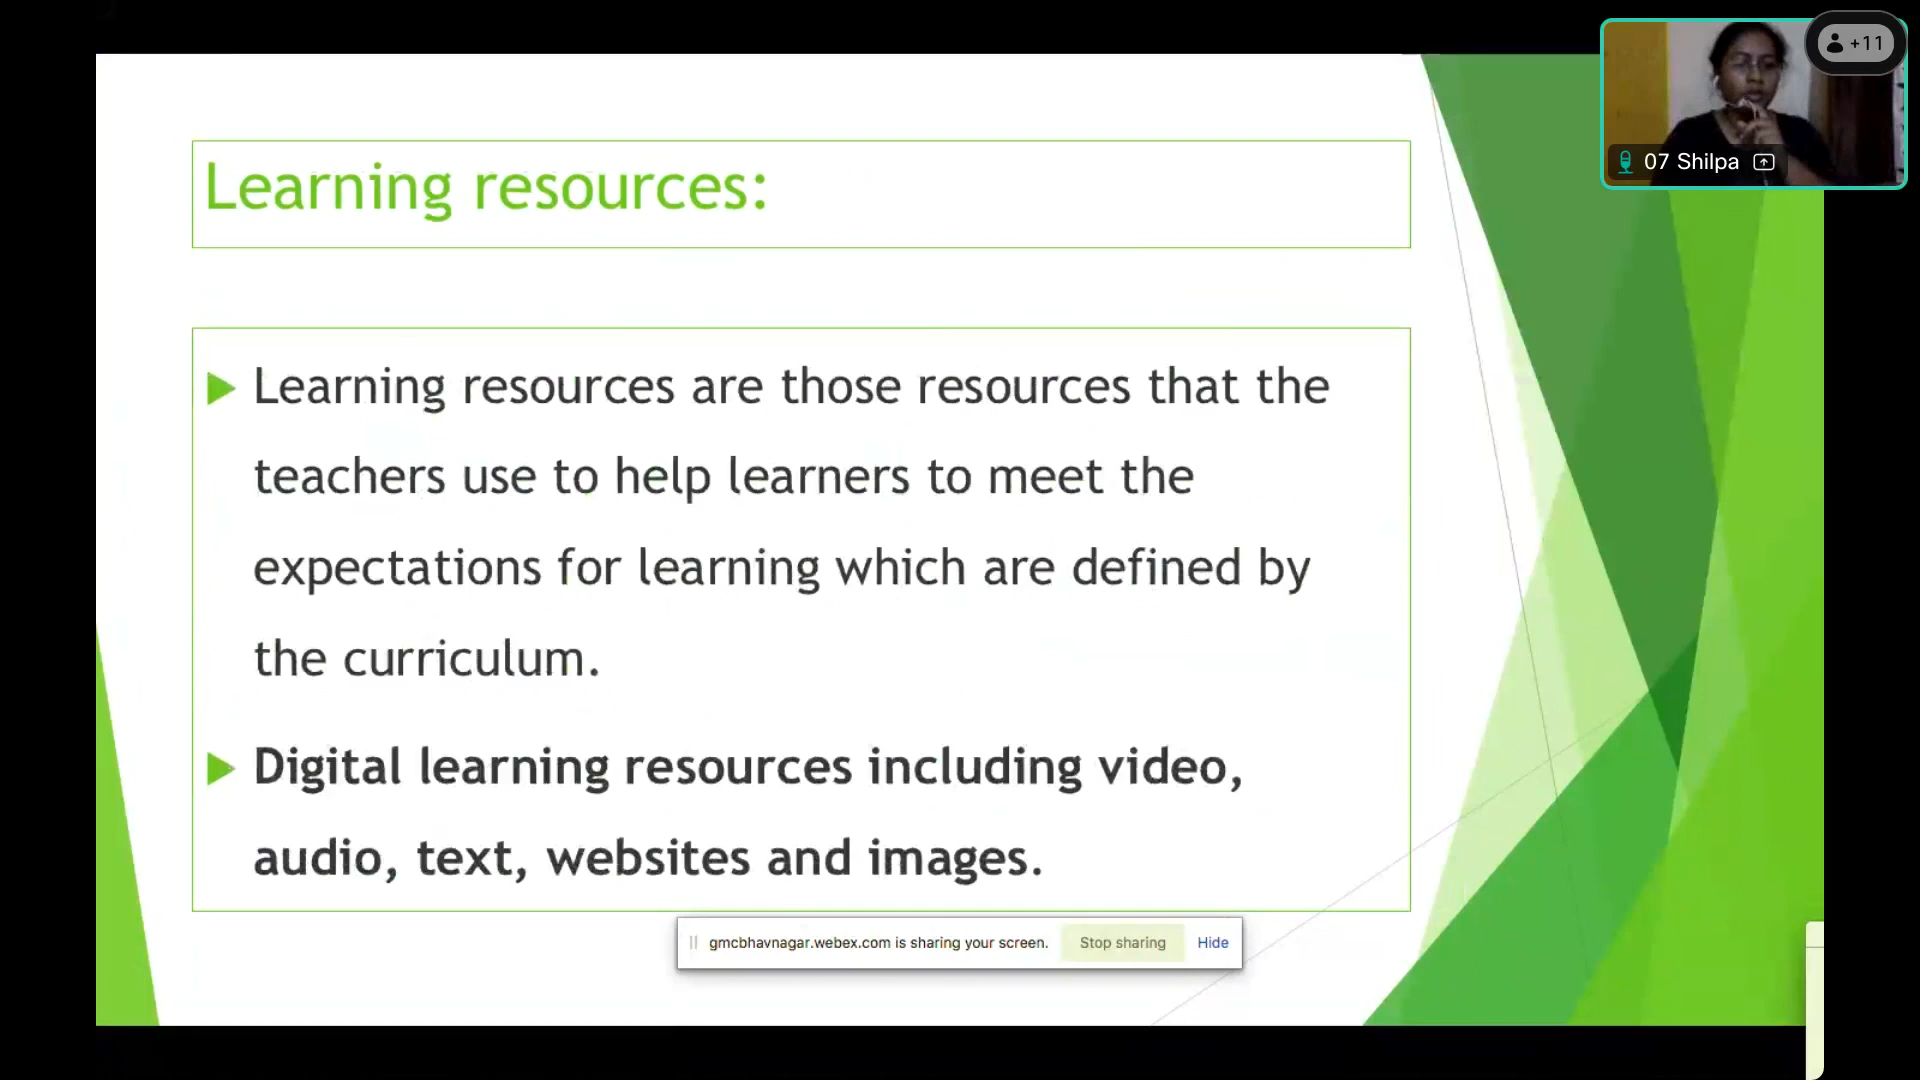 +11
07 Shilpa
Learning resources:
Learning resources are those resources that the
teachers use to help learners to meet the
expectations for learning which are defined by
the curriculum.
Digital learning resources including video,
audio, text, websites and images.
gmcbhavnagar.webex.com is sharing your screen. Stop sharing Hide